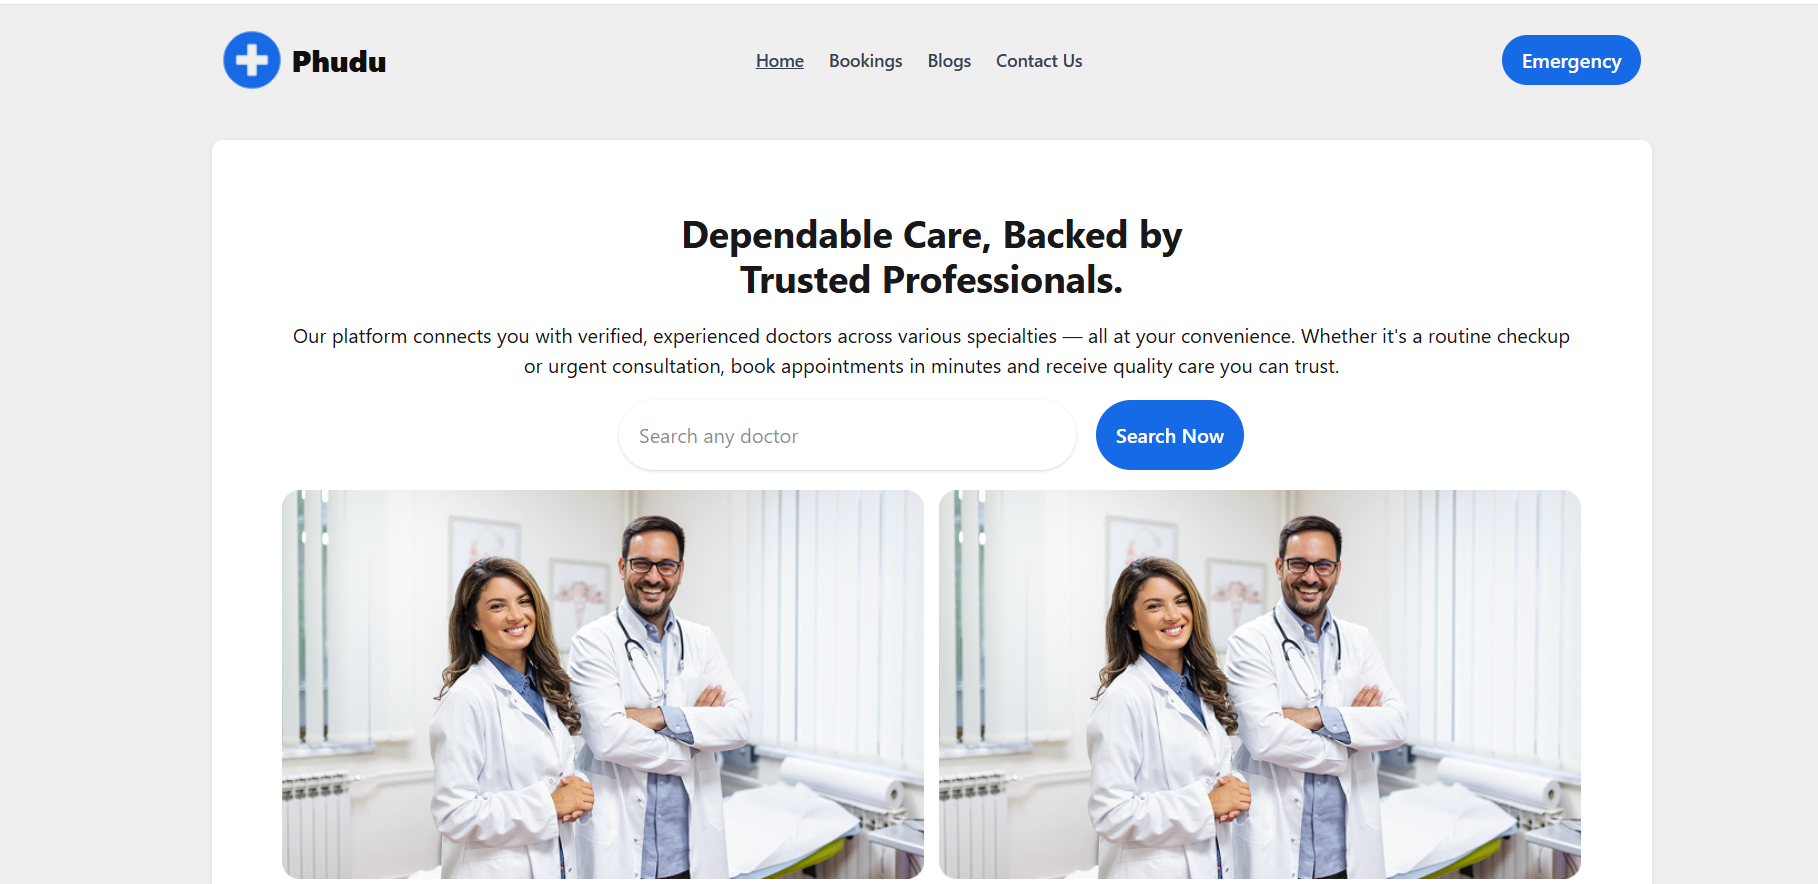 Phudu
Home
Bookings
Blogs
Contact Us
Emergency
Dependable Care, Backed by
Trusted Professionals.
Our platform connects you with verified, experienced doctors across various specialties — all at your convenience. Whether it's a routine checkup
or urgent consultation, book appointments in minutes and receive quality care you can trust.
Search any doctor
Search Now